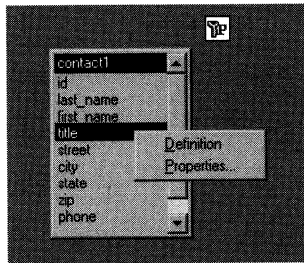 contact1
id
last_name
first_name
title
street
city
state
zip
phone
Definition
Properties...